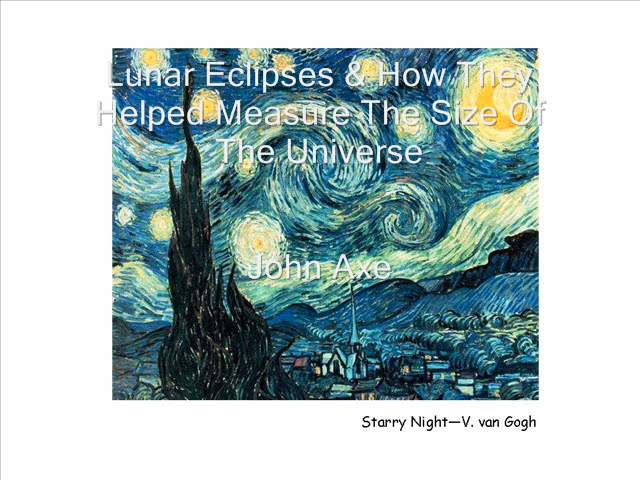 Lunar Eclipses & How They
Helped Measure The Size Of
The Universe
John Axe
Starry Night—V. van Gogh